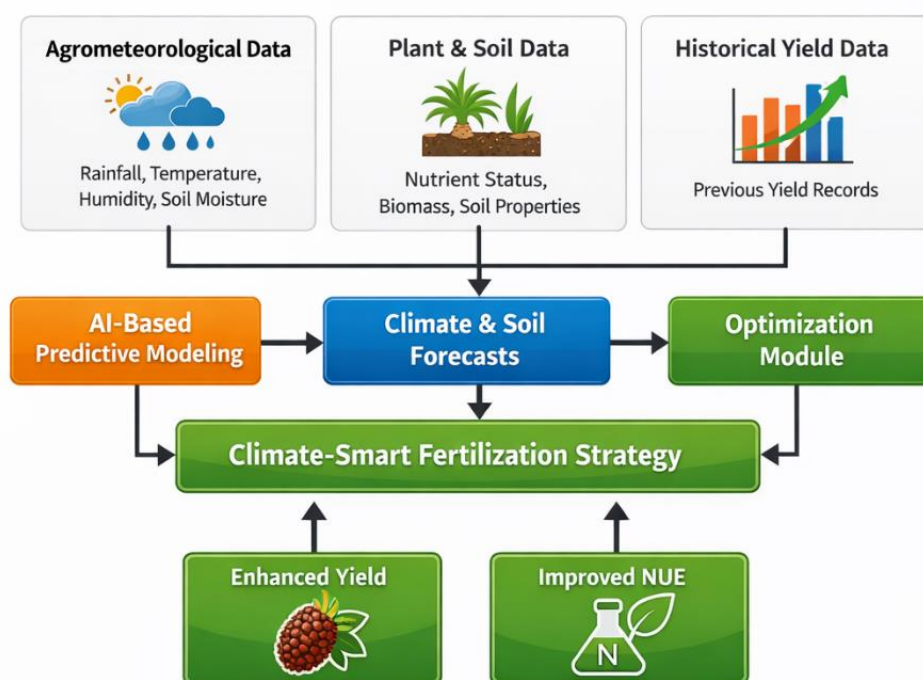 Agrometeorological Data
Rainfall, Temperature,
Humidity, Soil Moisture
Plant & Soil Data
Nutrient Status,
Biomass, Soil Properties
Historical Yield Data
Previous Yield Records
AI-Based
Predictive Modeling
Climate & Soil
Forecasts
Optimization
Module
Climate-Smart Fertilization Strategy
Enhanced Yield
Improved NUE
N